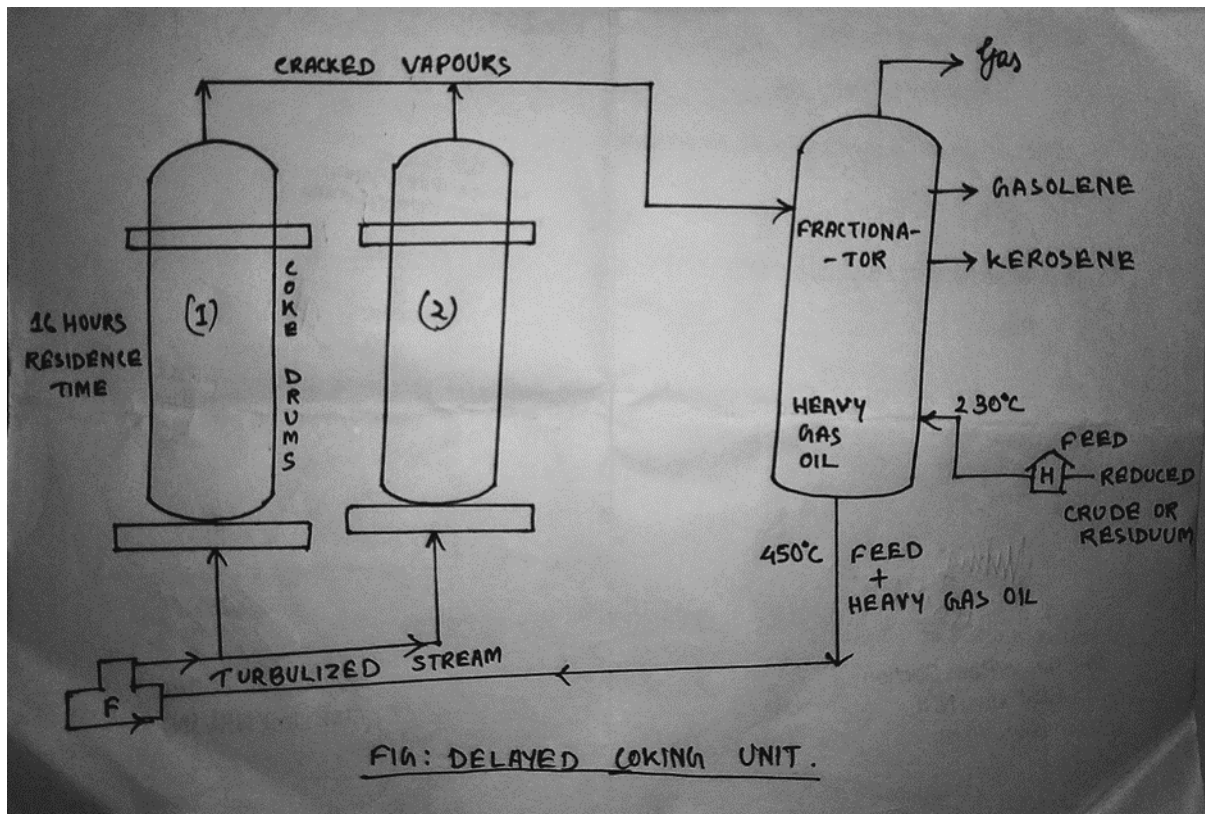 CRACKED VAPOURS
Gas
GASOLENE
FRACTIONA-
-TOR
KEROSENE
(1)
(2)
COKE DRUMS
16 HOURS
RESIDENCE
TIME
HEAVY
GAS
OIL
230°C
FEED
H
REDUCED
CRUDE OR
RESIDUUM
450°C
FEED
+
HEAVY GAS OIL
TURBULIZED STREAM
F
FIG: DELAYED COKING UNIT.